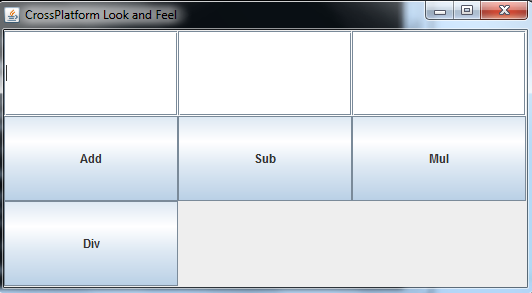 CrossPlatform Look and Feel
Add
Sub
Mul
Div